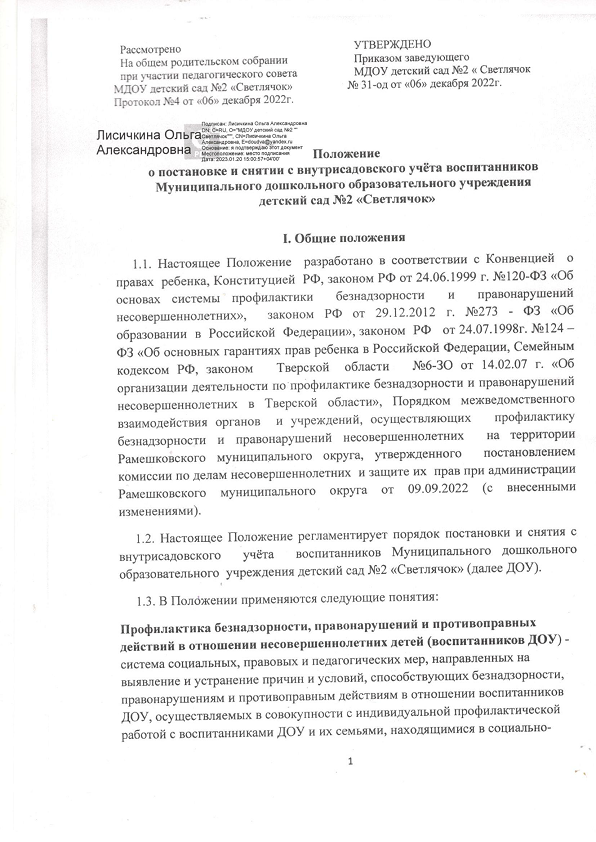 Рассмотрено
На общем родительском собрании
при участии педагогического совета
МДОУ детский сад №2 «Светлячок»
Протокол №4 от «06» декабря 2022г.
УТВЕРЖДЕНО
Приказом заведующего
МДОУ детский сад №2 « Светлячок
№ 31-од от «06» декабря 2022г.
Лисичкина Ольга
Александровна
Подписан: Лисичкина Ольга Александровна
DN: C=RU, O="МДОУ детский сад №2 ""
Светлячок""", CN=Лисичкина Ольга
Александровна, E=doudva@yandex.ru
Основание: я подтверждаю этот документ
Местоположение: место подписания
Дата: 2023.01.20 15:00:57+04'00'
Положение
о постановке и снятии с внутрисадовского учёта воспитанников
Муниципального дошкольного образовательного учреждения
детский сад №2 «Светлячок»
I. Общие положения
1.1. Настоящее Положение разработано в соответствии с Конвенцией о
правах ребенка, Конституцией РФ, законом РФ от 24.06.1999 г. №120-ФЗ «Об
основах системы профилактики безнадзорности и правонарушений
несовершеннолетних», законом РФ от 29.12.2012 г. №273 - ФЗ «Об
образовании в Российской Федерации», законом РФ от 24.07.1998г. №124 –
ФЗ «Об основных гарантиях прав ребенка в Российской Федерации, Семейным
кодексом РФ, законом Тверской области №6-ЗО от 14.02.07 г. «Об
организации деятельности по профилактике безнадзорности и правонарушений
несовершеннолетних в Тверской области», Порядком межведомственного
взаимодействия органов и учреждений, осуществляющих профилактику
безнадзорности и правонарушений несовершеннолетних на территории
Рамешковского муниципального округа, утвержденного постановлением
комиссии по делам несовершеннолетних и защите их прав при администрации
Рамешковского муниципального округа от 09.09.2022 (с внесенными
изменениями).
1.2. Настоящее Положение регламентирует порядок постановки и снятия с
внутрисадовского учёта воспитанников Муниципального дошкольного
образовательного учреждения детский сад №2 «Светлячок» (далее ДОУ).
1.3. В Положении применяются следующие понятия:
Профилактика безнадзорности, правонарушений и противоправных
действий в отношении несовершеннолетних детей (воспитанников ДОУ) -
система социальных, правовых и педагогических мер, направленных на
выявление и устранение причин и условий, способствующих безнадзорности,
правонарушениям и противоправным действиям в отношении воспитанников
ДОУ, осуществляемых в совокупности с индивидуальной профилактической
работой с воспитанниками ДОУ и их семьями, находящимися в социально-
1